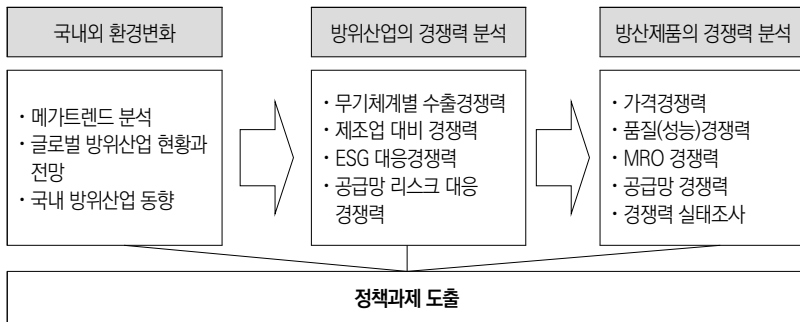 국내외 환경변화
· 메가트렌드 분석
· 글로벌 방위산업 현황과
전망
· 국내 방위산업 동향
방위산업의 경쟁력 분석
· 무기체계별 수출경쟁력
· 제조업 대비 경쟁력
· ESG 대응경쟁력
· 공급망 리스크 대응
경쟁력
방산제품의 경쟁력 분석
· 가격경쟁력
· 품질(성능)경쟁력
· MRO 경쟁력
· 공급망 경쟁력
· 경쟁력 실태조사
정책과제 도출